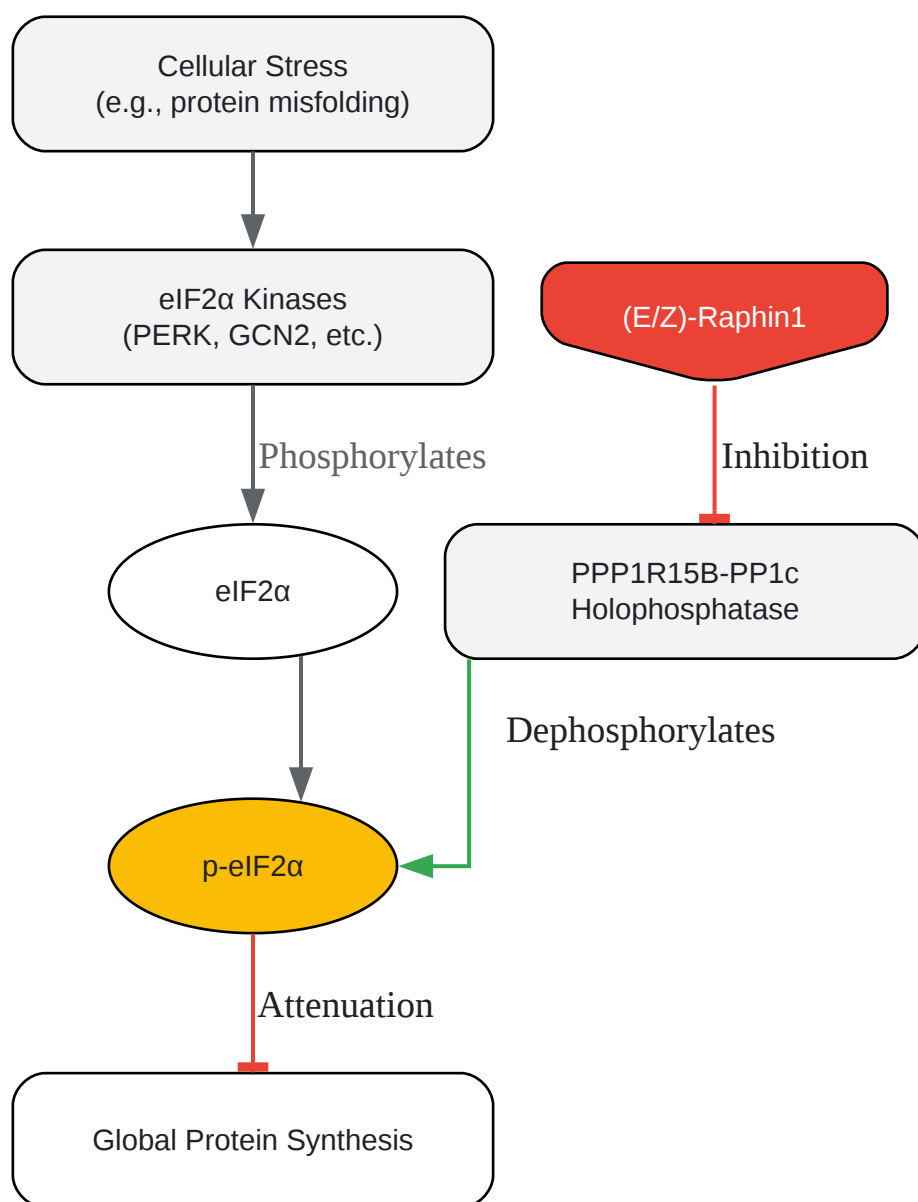 Cellular Stress
(e.g., protein misfolding)
eIF2α Kinases
(PERK, GCN2, etc.)
(E/Z)-Raphin1
Phosphorylates
Inhibition
eIF2α
PPP1R15B-PP1c
Holophosphatase
Dephosphorylates
p-eIF2α
Attenuation
Global Protein Synthesis